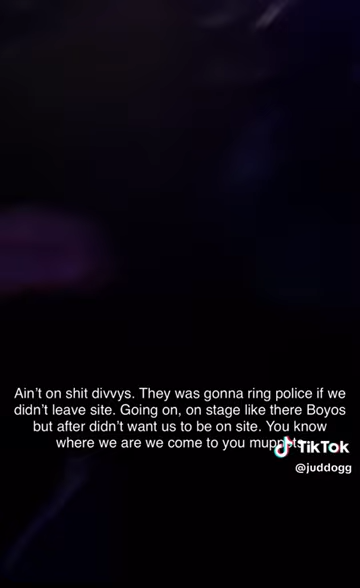 Ain't on shit divvys. They was gonna ring police if we
didn't leave site. Going on, on stage like there Boyos
but after didn't want us to be on site. You know
where we are we come to you muppets
TikTok
@juddogg